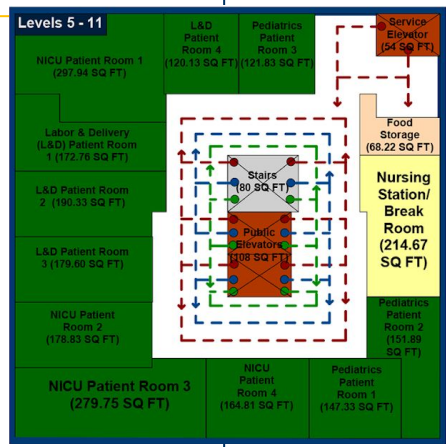 Levels 5 - 11
NICU Patient Room 1
(297.94 SQ FT)
L&D
Patient
Room 4
(120.13 SQ FT)
Pediatrics
Patient
Room 3
(121.83 SQ FT)
Service
Elevator
(54 SQ FT)
Labor & Delivery
(L&D) Patient Room
1 (172.76 SQ FT)
Food
Storage
(68.22 SQ FT)
L&D Patient Room
2 (190.33 SQ FT)
Stairs
(80 SQ FT)
Nursing
Station/
Break
Room
(214.67
SQ FT)
L&D Patient Room
3 (179.60 SQ FT)
Public
Elevators
(108 SQ FT)
NICU Patient
Room 2
(178.83 SQ FT)
Pediatrics
Patient
Room 2
(151.89
SQ FT)
NICU Patient Room 3
(279.75 SQ FT)
NICU
Patient
Room 4
(164.81 SQ FT)
Pediatrics
Patient
Room 1
(147.33 SQ FT)